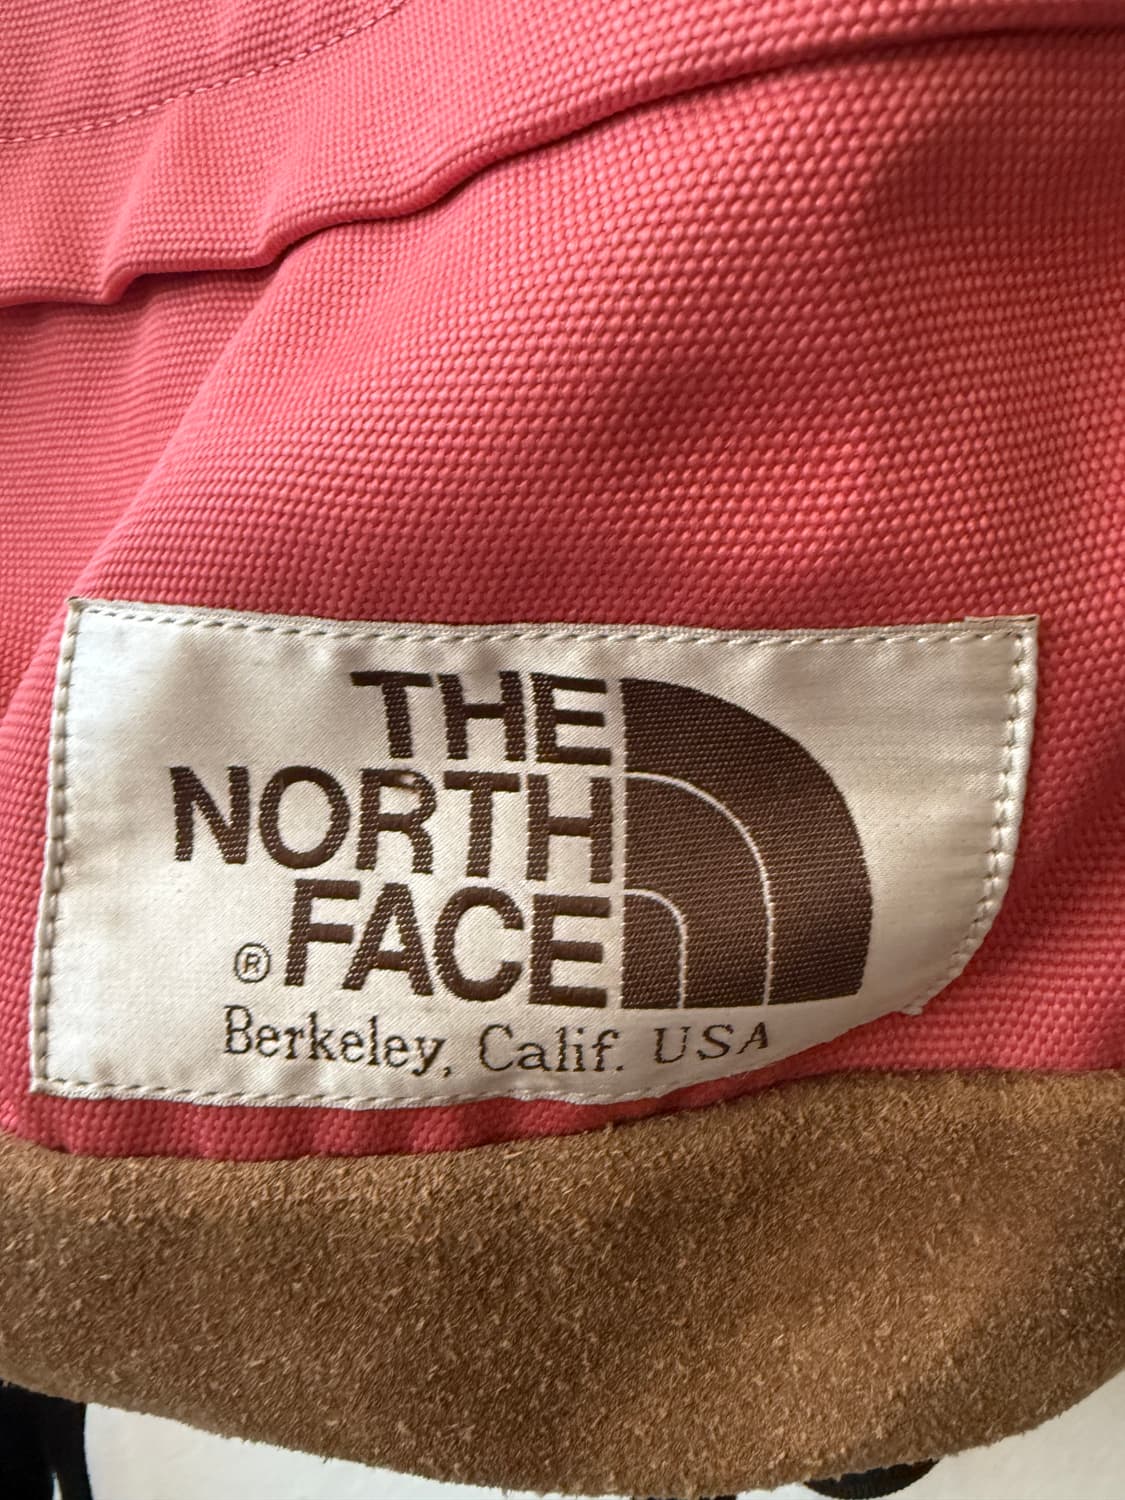 THE
NORTH
® FACE
Berkeley, Calif. USA